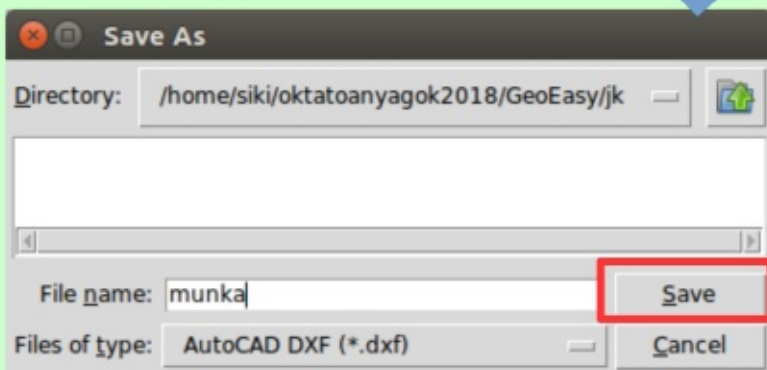 Save As
Directory: /home/siki/oktatoanyagok2018/GeoEasy/jk
File name: munka Save
Files of type: AutoCAD DXF (*.dxf) Cancel